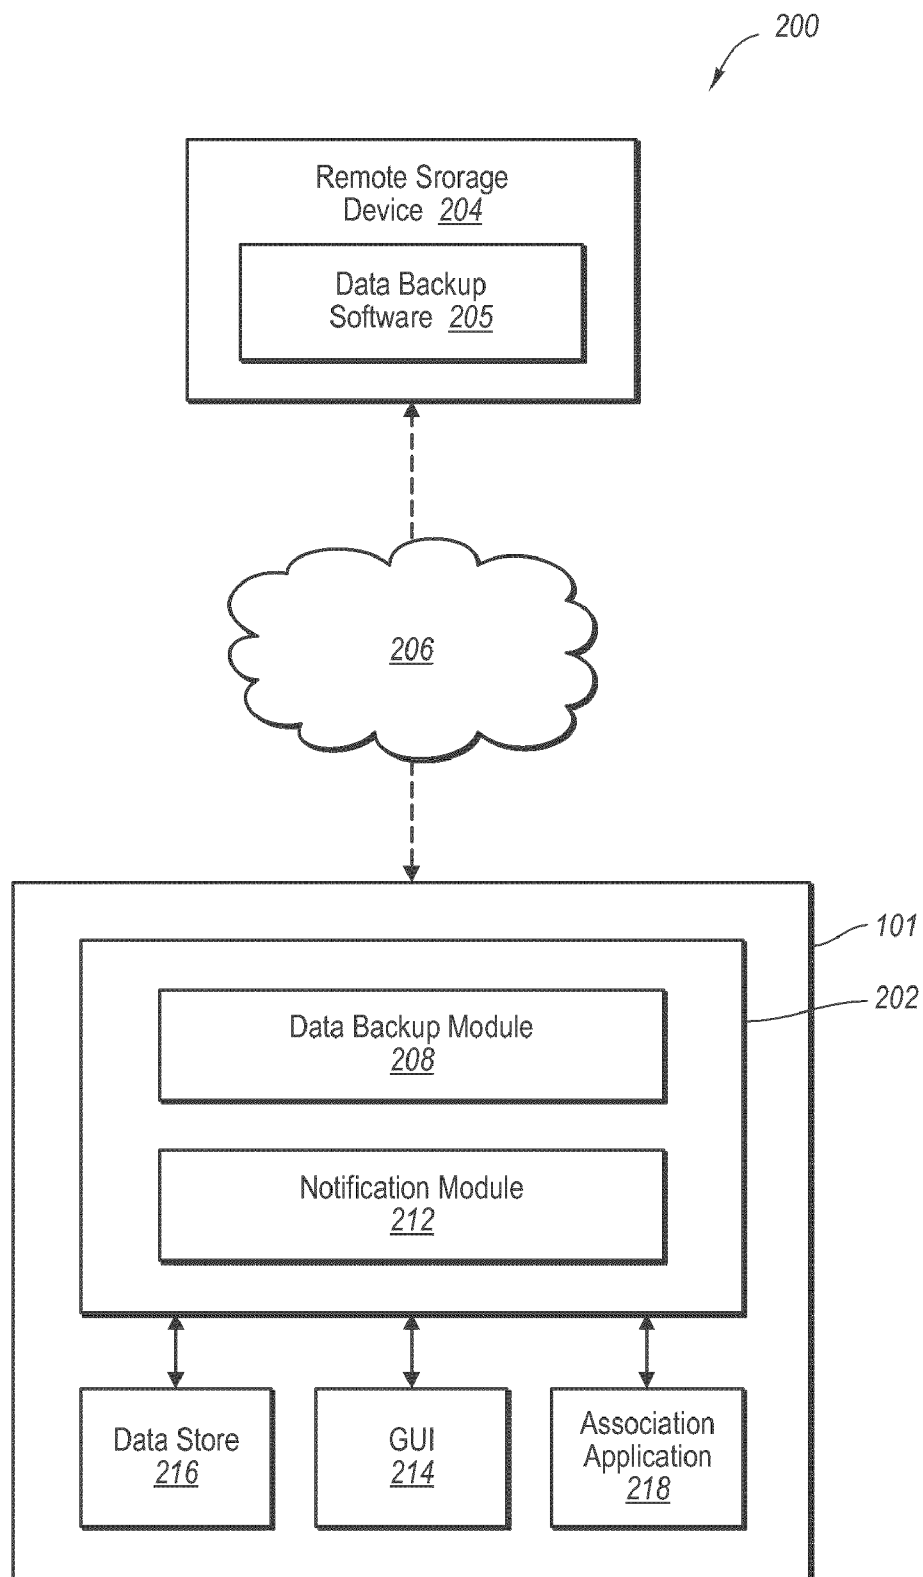 200
Remote Srorage
Device 204
Data Backup
Software 205
206
101
202
Data Backup Module
208
Notification Module
212
Data Store
216
GUI
214
Association
Application
218